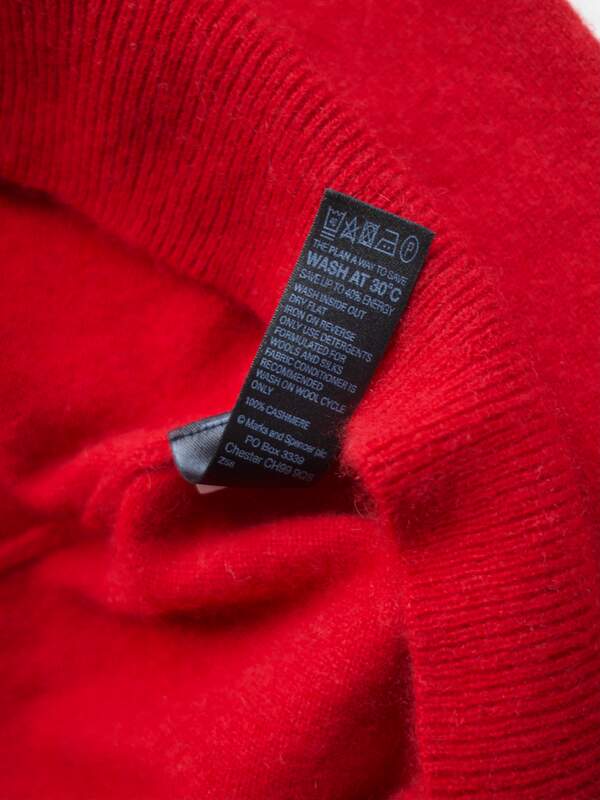 P
THE PLAN A WAY TO SAVE
WASH AT 30°C
SAVE UP TO 40% ENERGY
WASH INSIDE OUT
DRY FLAT
IRON ON REVERSE
ONLY USE DETERGENTS
FORMULATED FOR
WOOLS AND SILKS
FABRIC CONDITIONER IS
RECOMMENDED
WASH ON WOOL CYCLE
ONLY
100% CASHMERE
© Marks and Spencer plc
PO Box 3339
Chester CH99 9QS